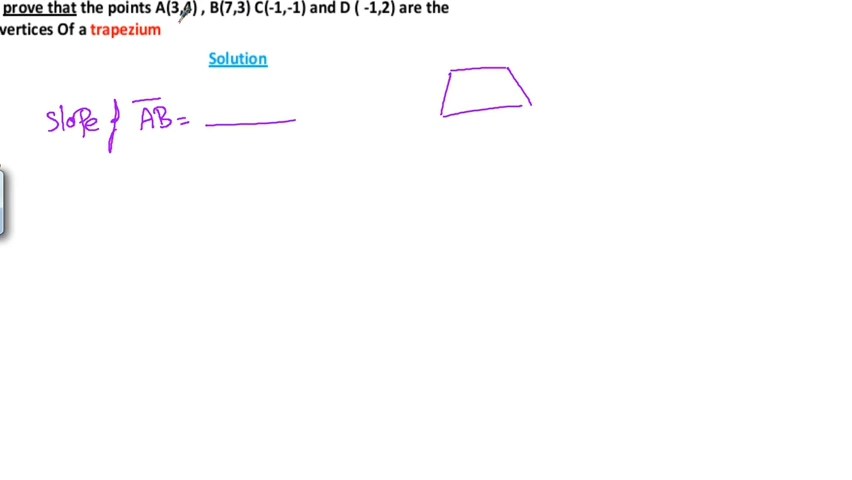 prove that the points A(3,4) , B(7,3) C(-1,-1) and D ( -1,2) are the
vertices Of a trapezium
Solution
Slope of AB =